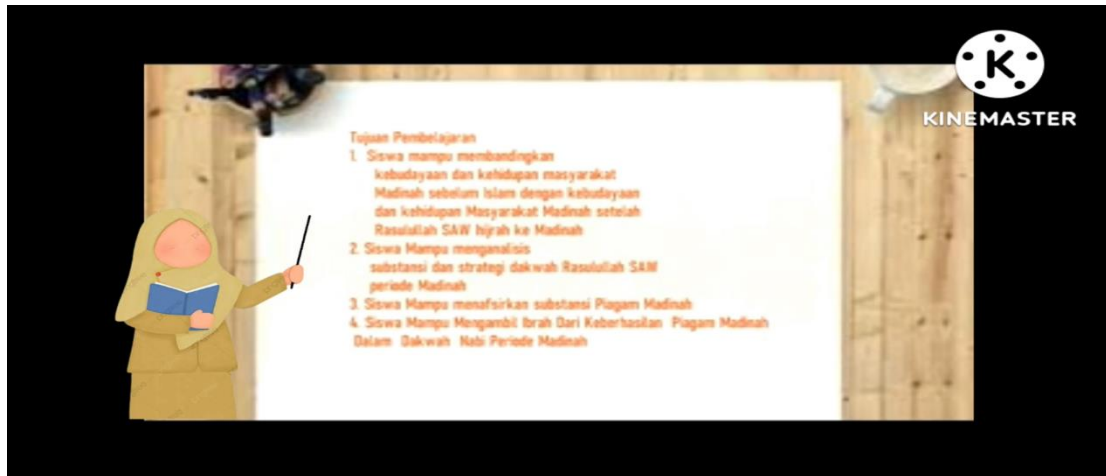 KINEMASTER
Tujuan Pembelajaran
1. Siswa mampu membandingkan
kebudayaan dan kehidupan masyarakat
Madinah sebelum Islam dengan kebudayaan
dan kehidupan Masyarakat Madinah setelah
Rasulullah SAW hijrah ke Madinah
2. Siswa Mampu menganalisis
substansi dan strategi dakwah Rasulullah SAW
periode Madinah
3. Siswa Mampu menafsirkan substansi Piagam Madinah
4. Siswa Mampu Mengambil Ibrah Dari Keberhasilan Piagam Madinah
Dalam Dakwah Nabi Periode Madinah